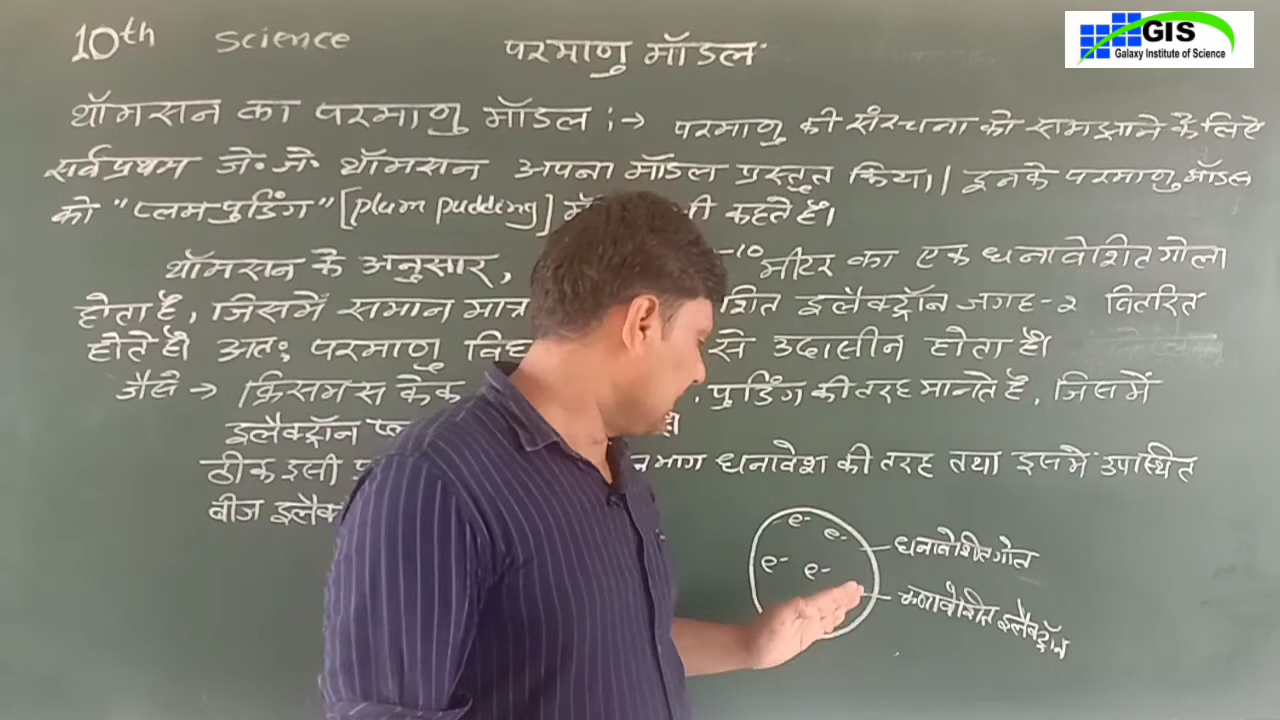 10th Science परमाणु मॉडल
GIS
Galaxy Institute of Science
थॉमसन का परमाणु मॉडल :→ परमाणु की संरचना को समझाने के लिए
सर्वप्रथम जे. जे. थॉमसन अपना मॉडल प्रस्तुत किया। इनके परमाणु मॉडल
को "प्लम पुडिंग" [plum pudding] कहते हैं।
थॉमसन के अनुसार, -10 मीटर का एक धनावेशित गोला
होता है, जिसमें समान मात्र शित इलैक्ट्रॉन जगह-२ वितरित
होते हैं। अतः परमाणु से उदासीन होता है।
जैसे → क्रिसमस केक पुडिंग की तरह मानते है, जिसमें
इलैक्ट्रॉन
ठीक इसी भाग धनावेश की तरह तथा इसमें उपस्थित
बीज
e- e- e- e-
धनावेशित गोल
ऋणावेशित इलैक्ट्रॉन